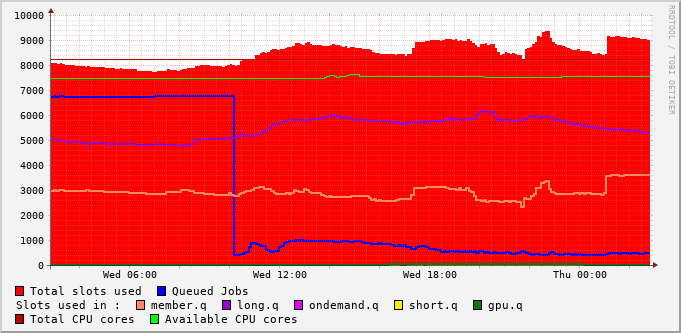 10000
9000
8000
7000
6000
5000
4000
3000
2000
1000
0
Wed 06:00 Wed 12:00 Wed 18:00 Thu 00:00
RRDTOOL / TOBI OETIKER
Total slots used Queued Jobs
Slots used in : member.q long.q ondemand.q short.q gpu.q
Total CPU cores Available CPU cores